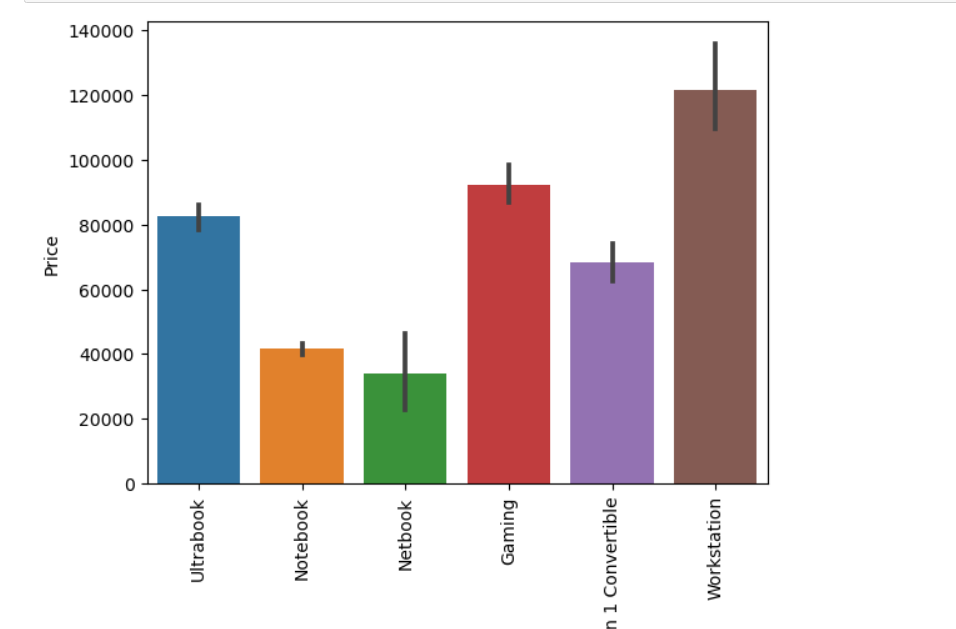 140000
120000
100000
80000
60000
40000
20000
0
Price
Ultrabook
Notebook
Netbook
Gaming
n 1 Convertible
Workstation